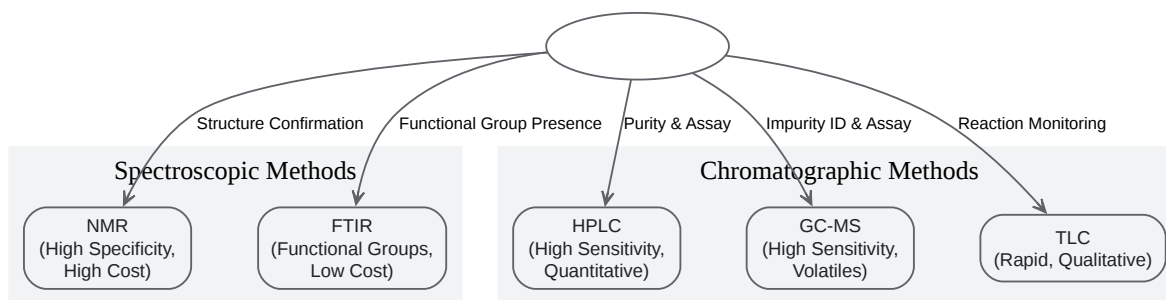 Structure Confirmation
Functional Group Presence
Purity & Assay
Impurity ID & Assay
Reaction Monitoring
Spectroscopic Methods
Chromatographic Methods
NMR
(High Specificity,
High Cost)
FTIR
(Functional Groups,
Low Cost)
HPLC
(High Sensitivity,
Quantitative)
GC-MS
(High Sensitivity,
Volatiles)
TLC
(Rapid, Qualitative)